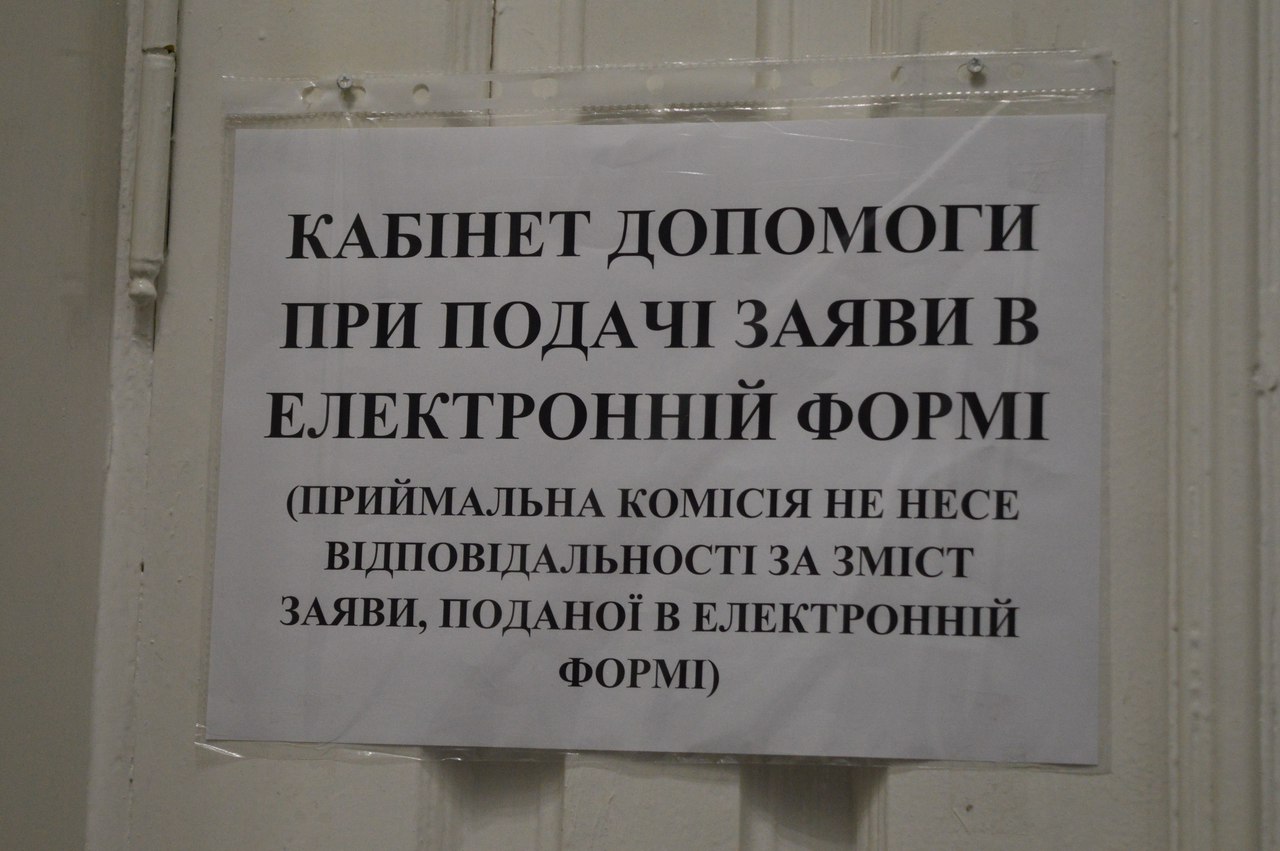 КАБІНЕТ ДОПОМОГИ
ПРИ ПОДАЧІ ЗАЯВИ В
ЕЛЕКТРОННІЙ ФОРМІ
(ПРИЙМАЛЬНА КОМІСІЯ НЕ НЕСЕ
ВІДПОВІДАЛЬНОСТІ ЗА ЗМІСТ
ЗАЯВИ, ПОДАНОЇ В ЕЛЕКТРОННІЙ
ФОРМІ)